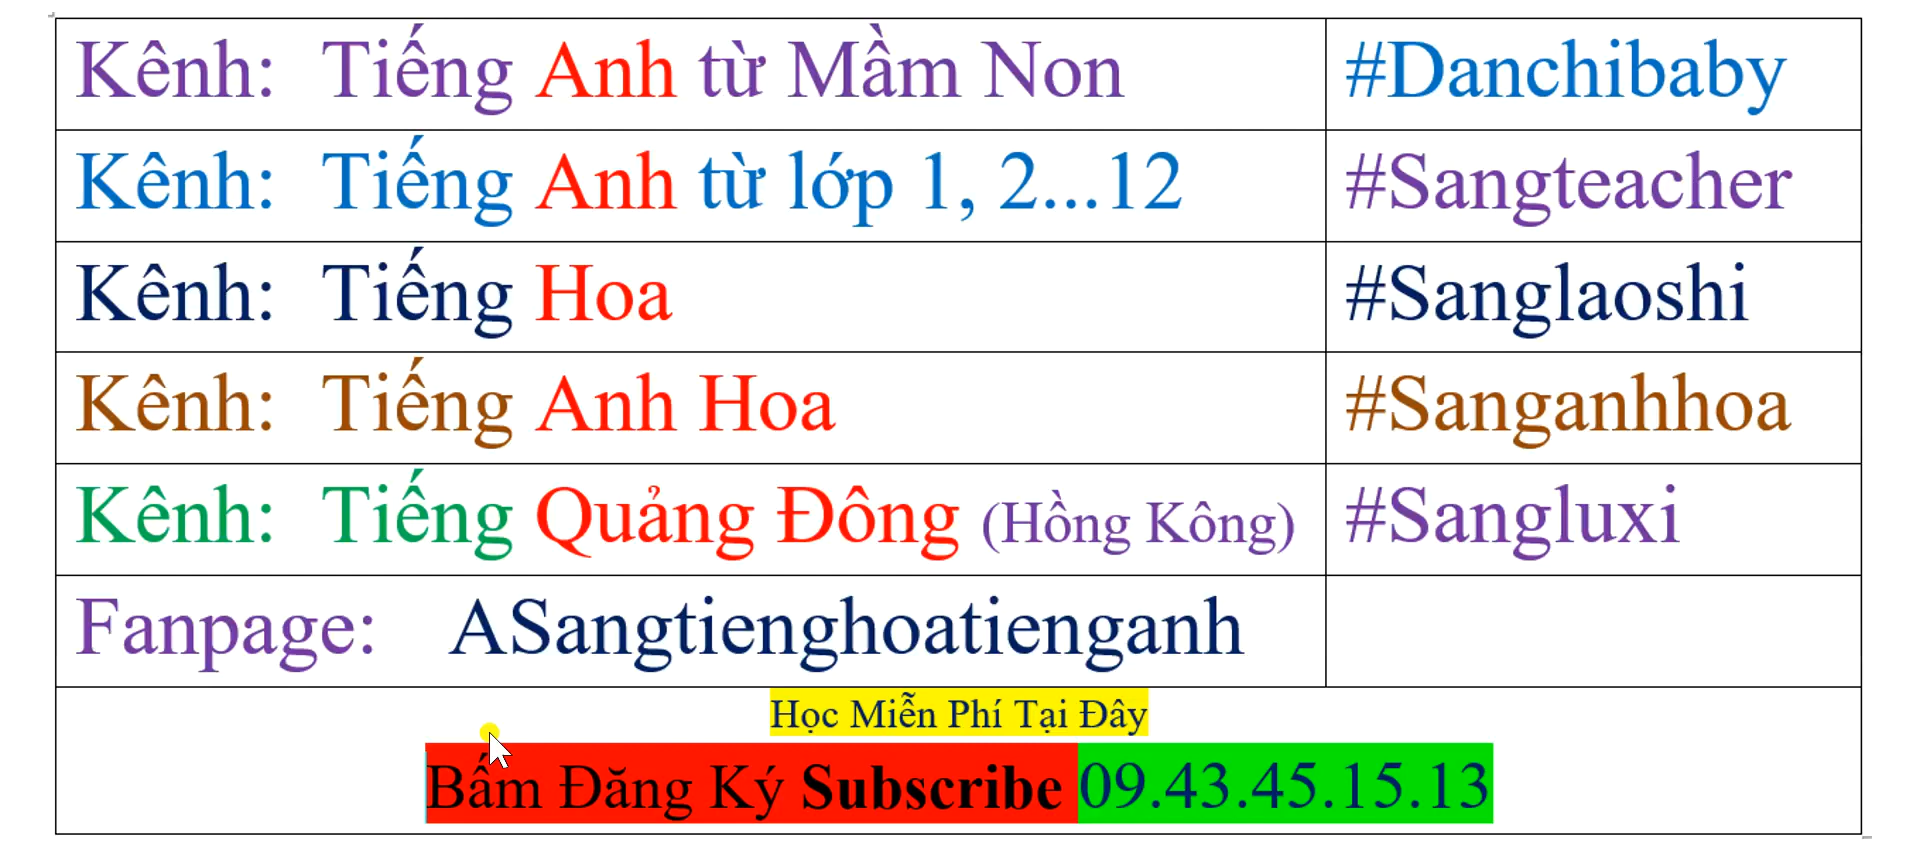 Kênh: Tiếng Anh từ Mầm Non #Danchibaby
Kênh: Tiếng Anh từ lớp 1, 2...12 #Sangteacher
Kênh: Tiếng Hoa #Sanglaoshi
Kênh: Tiếng Anh Hoa #Sanganhhoa
Kênh: Tiếng Quảng Đông (Hồng Kông) #Sangluxi
Fanpage: ASangtienghoatienganh
Học Miễn Phí Tại Đây
Bấm Đăng Ký Subscribe 09.43.45.15.13